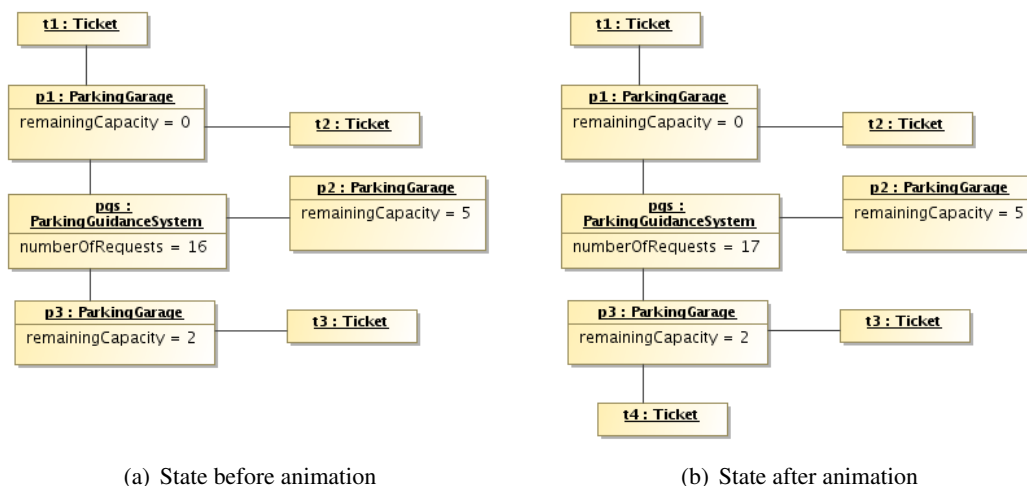 t1 : Ticket
p1 : ParkingGarage
remainingCapacity = 0
t2 : Ticket
pgs :
ParkingGuidanceSystem
numberOfRequests = 16
p2 : ParkingGarage
remainingCapacity = 5
p3 : ParkingGarage
remainingCapacity = 2
t3 : Ticket
(a) State before animation
t1 : Ticket
p1 : ParkingGarage
remainingCapacity = 0
t2 : Ticket
pgs :
ParkingGuidanceSystem
numberOfRequests = 17
p2 : ParkingGarage
remainingCapacity = 5
p3 : ParkingGarage
remainingCapacity = 2
t3 : Ticket
t4 : Ticket
(b) State after animation